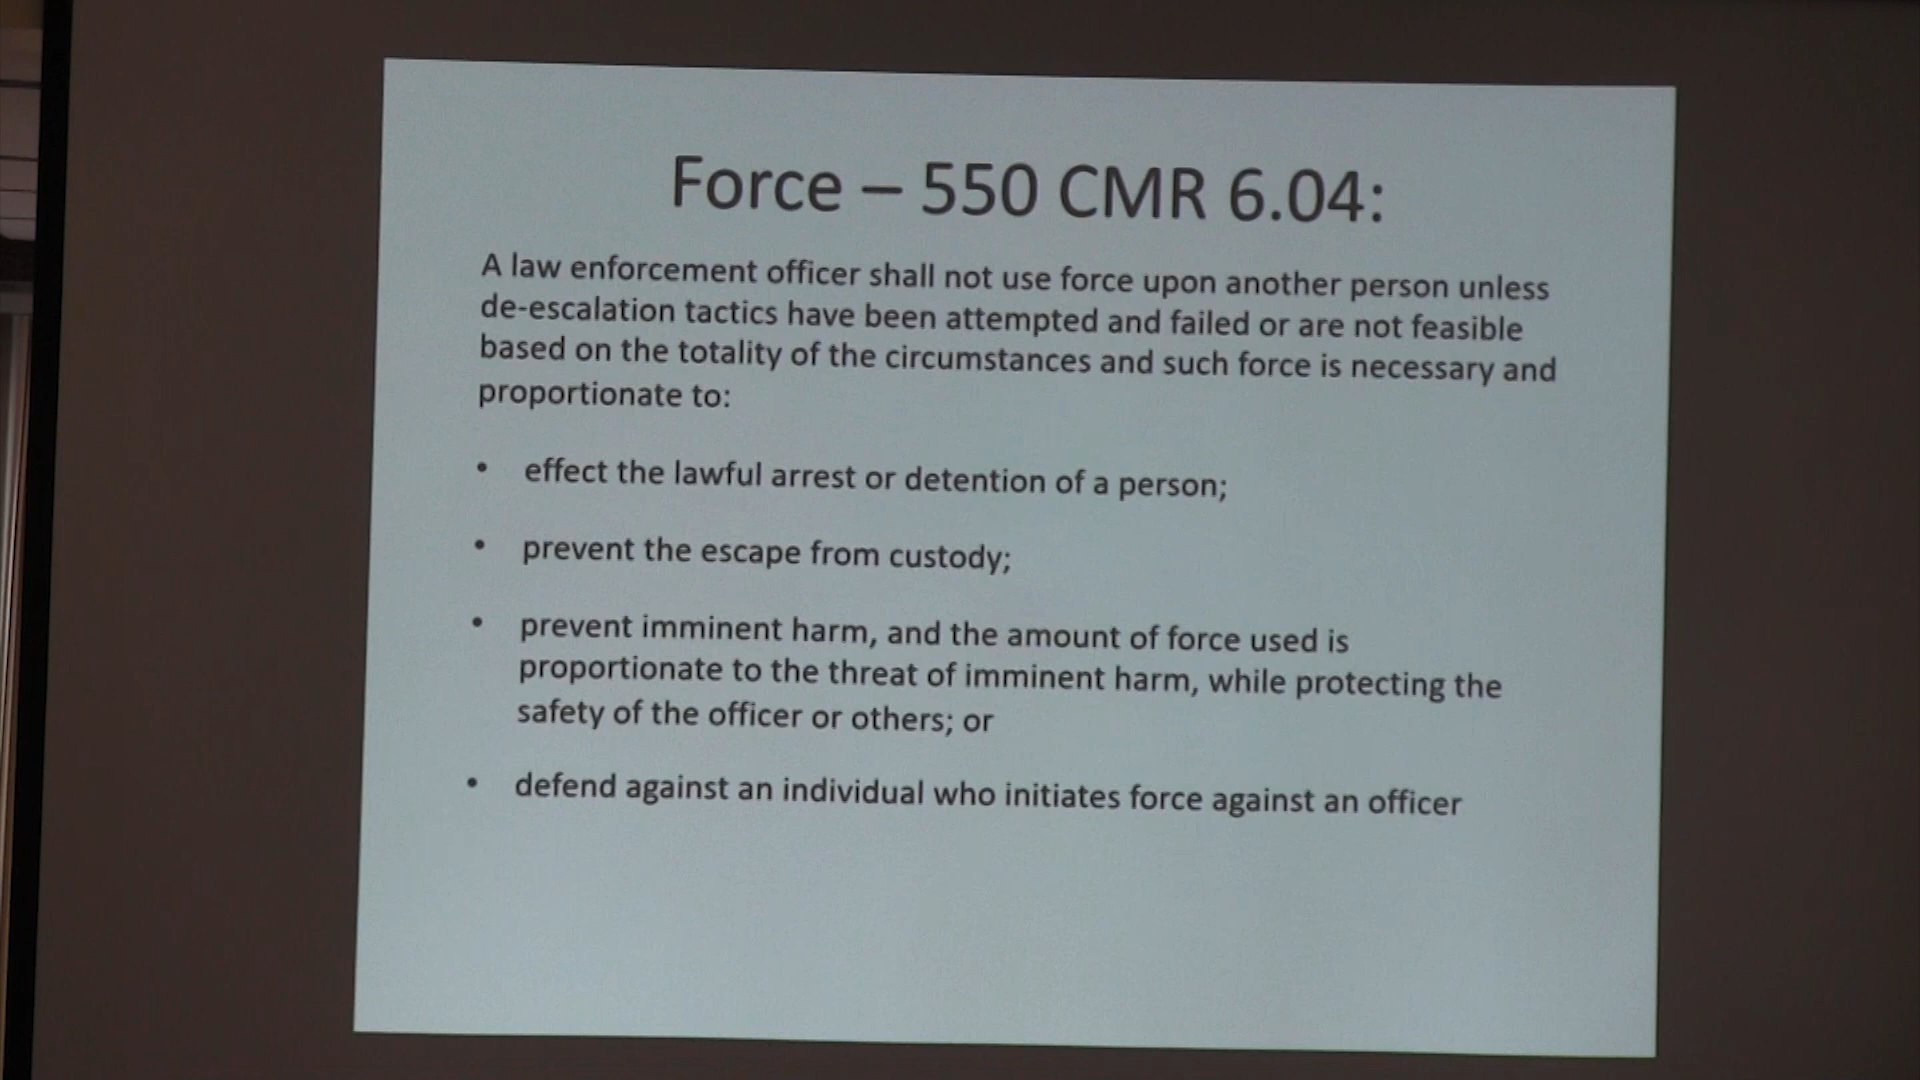 Force – 550 CMR 6.04:
A law enforcement officer shall not use force upon another person unless
de-escalation tactics have been attempted and failed or are not feasible
based on the totality of the circumstances and such force is necessary and
proportionate to:
• effect the lawful arrest or detention of a person;
• prevent the escape from custody;
• prevent imminent harm, and the amount of force used is
proportionate to the threat of imminent harm, while protecting the
safety of the officer or others; or
• defend against an individual who initiates force against an officer